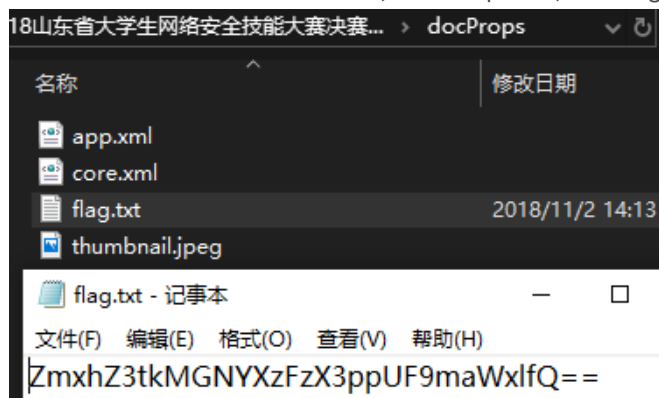 18山东省大学生网络安全技能大赛决赛... › docProps
名称 修改日期
app.xml
core.xml
flag.txt 2018/11/2 14:13
thumbnail.jpeg
flag.txt - 记事本
文件(F) 编辑(E) 格式(O) 查看(V) 帮助(H)
ZmxhZ3tkMGNYXzFzX3ppUF9maWxlfQ==